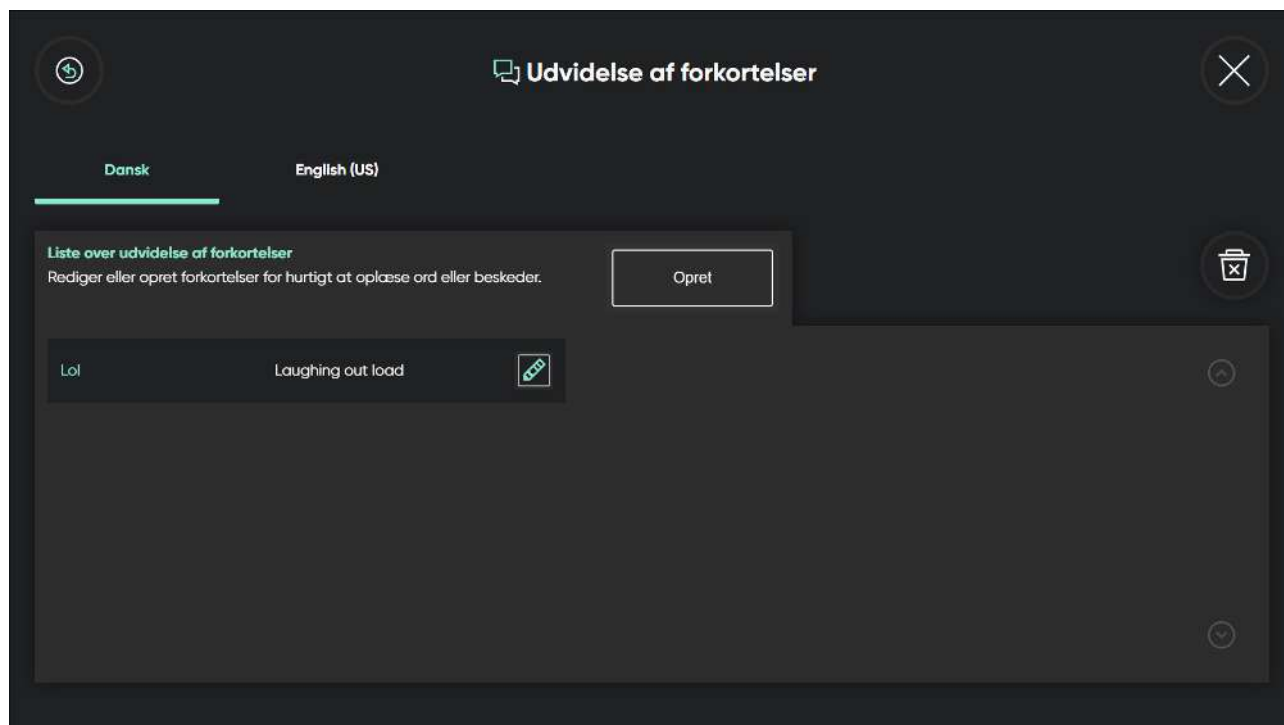 Udvidelse af forkortelser
Dansk
English (US)
Liste over udvidelse af forkortelser
Rediger eller opret forkortelser for hurtigt at oplæse ord eller beskeder.
Opret
Lol
Laughing out load